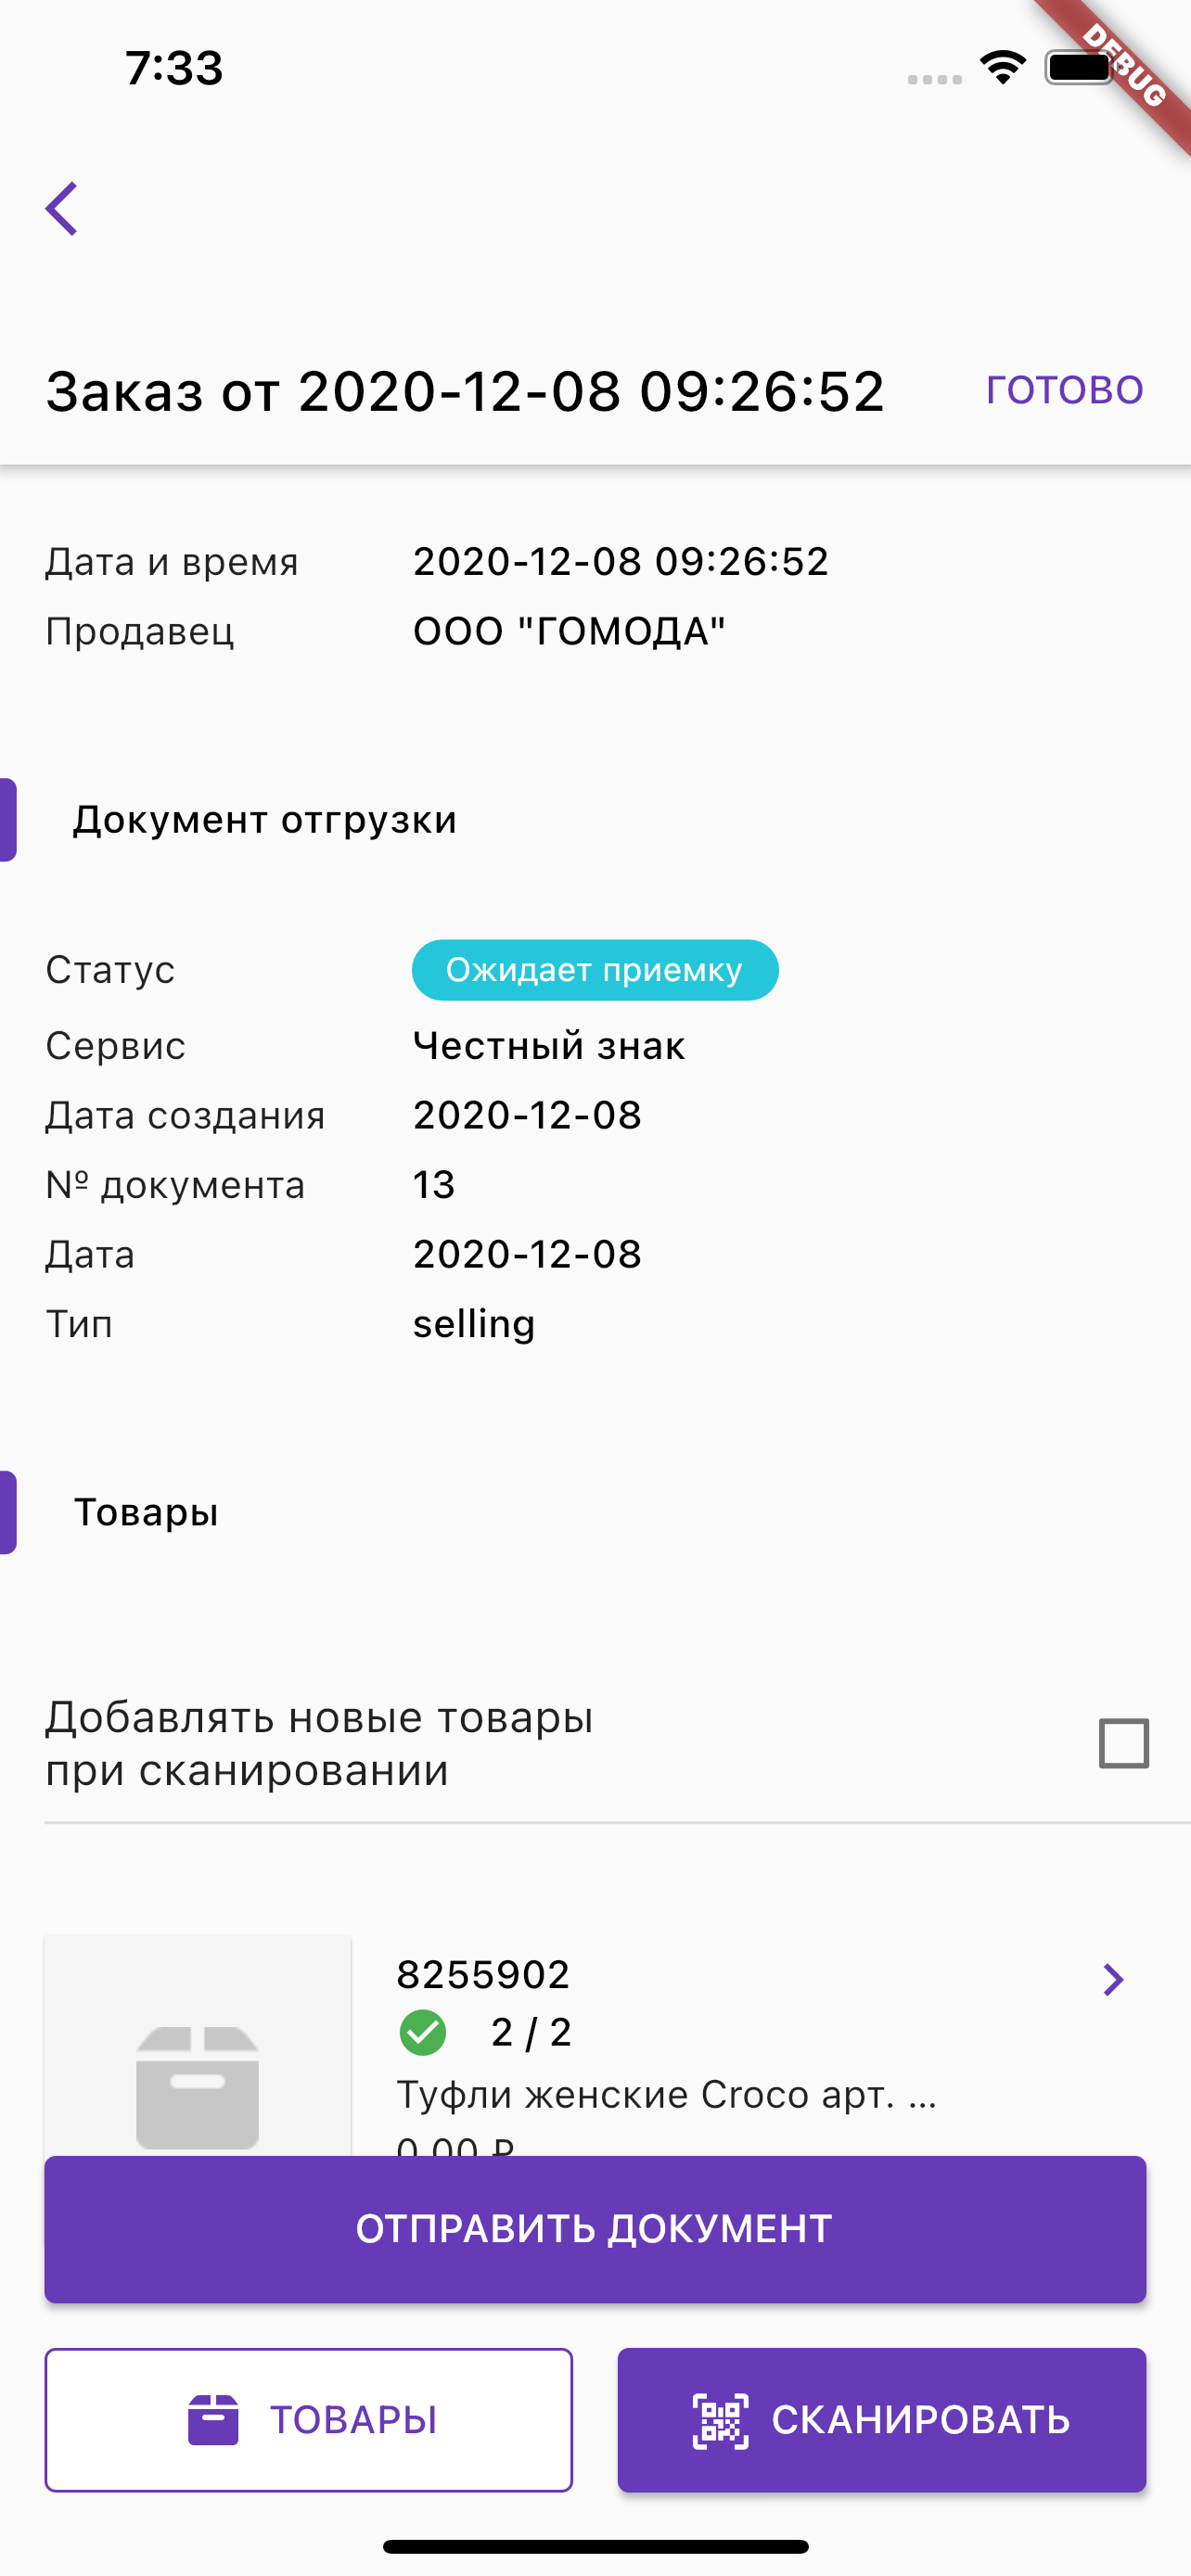 7:33
DEBUG
Заказ от 2020-12-08 09:26:52
ГОТОВО
Дата и время 2020-12-08 09:26:52
Продавец ООО "ГОМОДА"
Документ отгрузки
Статус Ожидает приемку
Сервис Честный знак
Дата создания 2020-12-08
№ документа 13
Дата 2020-12-08
Тип selling
Товары
Добавлять новые товары
при сканировании
8255902
2 / 2
Туфли женские Croco арт. ...
0.00 ₽
ОТПРАВИТЬ ДОКУМЕНТ
ТОВАРЫ
СКАНИРОВАТЬ